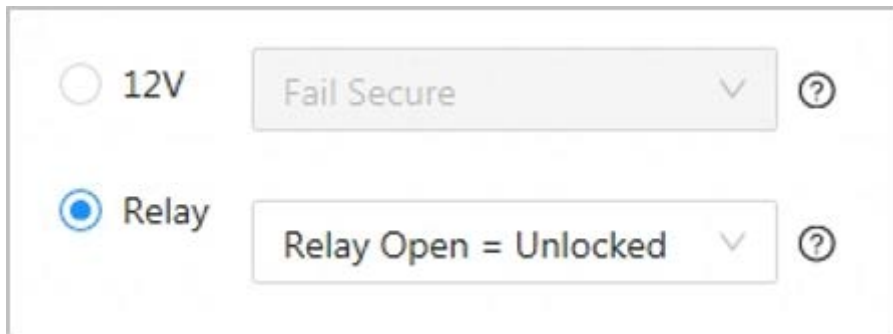 12V Fail Secure ?
Relay Relay Open = Unlocked ?